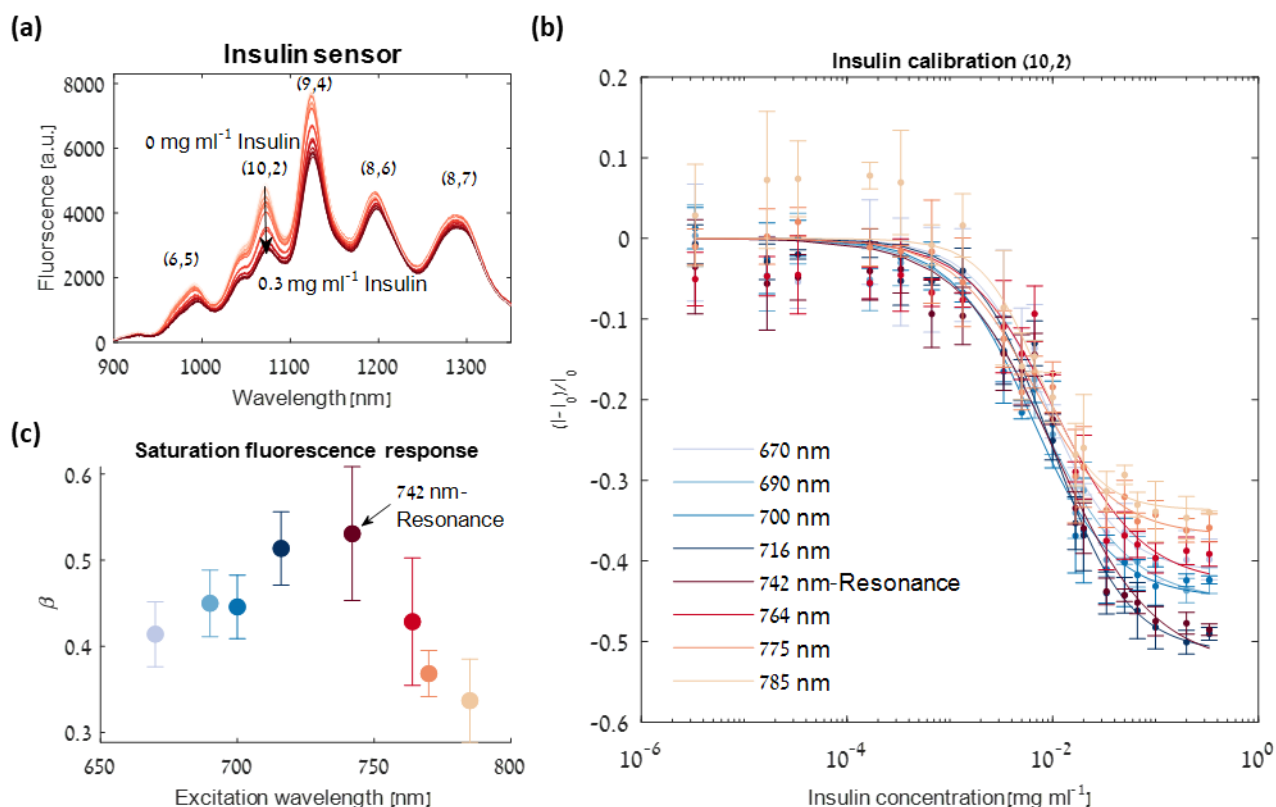 (a)
Insulin sensor
8000
6000
4000
2000
0
Fluorescence [a.u.]
(9,4)
0 mg ml⁻¹ Insulin
(10,2)
(8,6)
(8,7)
(6,5)
0.3 mg ml⁻¹ Insulin
900 1000 1100 1200 1300
Wavelength [nm]
(b)
Insulin calibration (10,2)
0.2
0.1
0
-0.1
-0.2
-0.3
-0.4
-0.5
-0.6
(I-I₀)/I₀
670 nm
690 nm
700 nm
716 nm
742 nm-Resonance
764 nm
775 nm
785 nm
10⁻⁶ 10⁻⁴ 10⁻² 10⁰
Insulin concentration[mg ml⁻¹]
(c)
Saturation fluorescence response
0.6
0.5
0.4
0.3
β
742 nm-
Resonance
650 700 750 800
Excitation wavelength [nm]